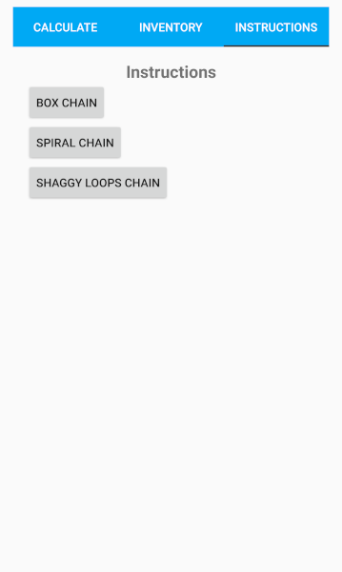 CALCULATE INVENTORY INSTRUCTIONS
Instructions
BOX CHAIN
SPIRAL CHAIN
SHAGGY LOOPS CHAIN